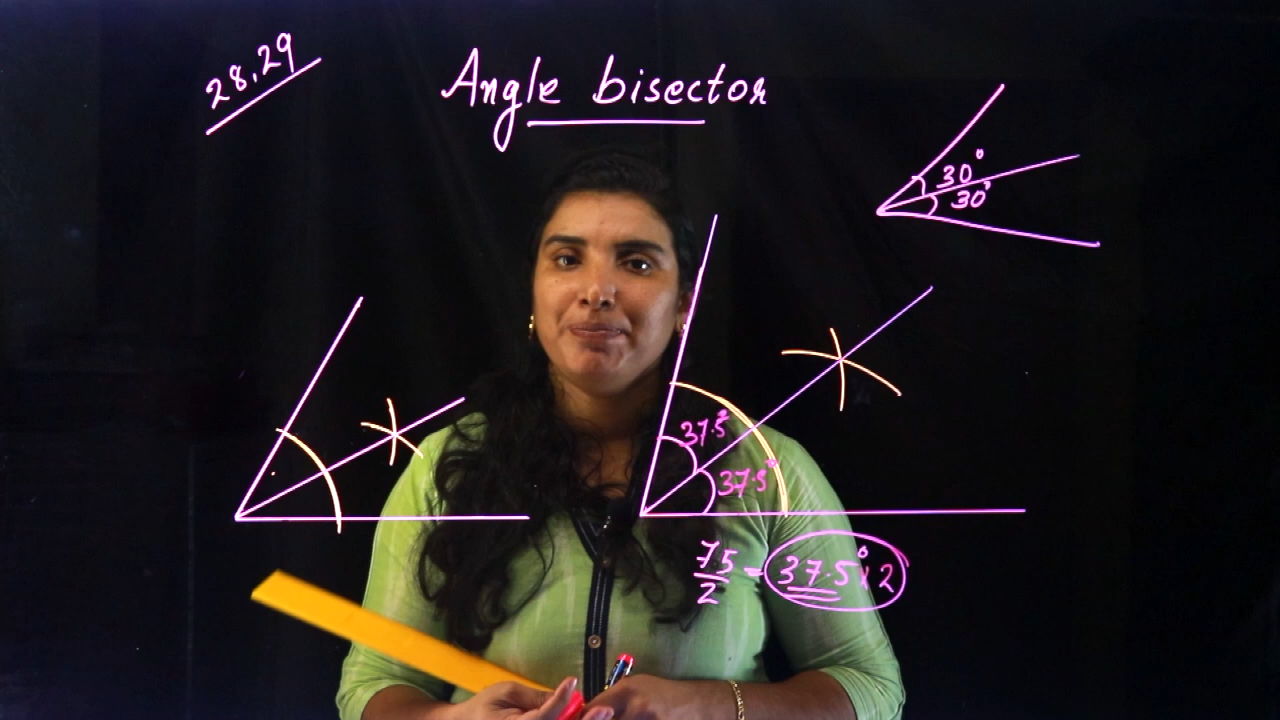 28,29
Angle bisector
30°
30°
37.5°
37.5°
75/2 = 37.5° × 2